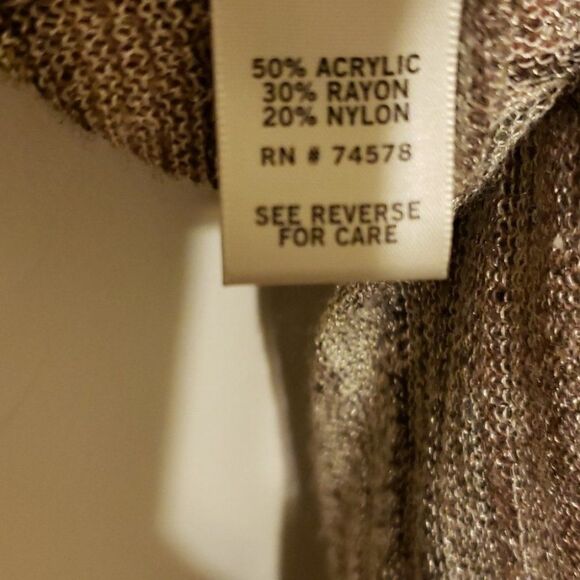 50% ACRYLIC
30% RAYON
20% NYLON
RN # 74578
SEE REVERSE
FOR CARE